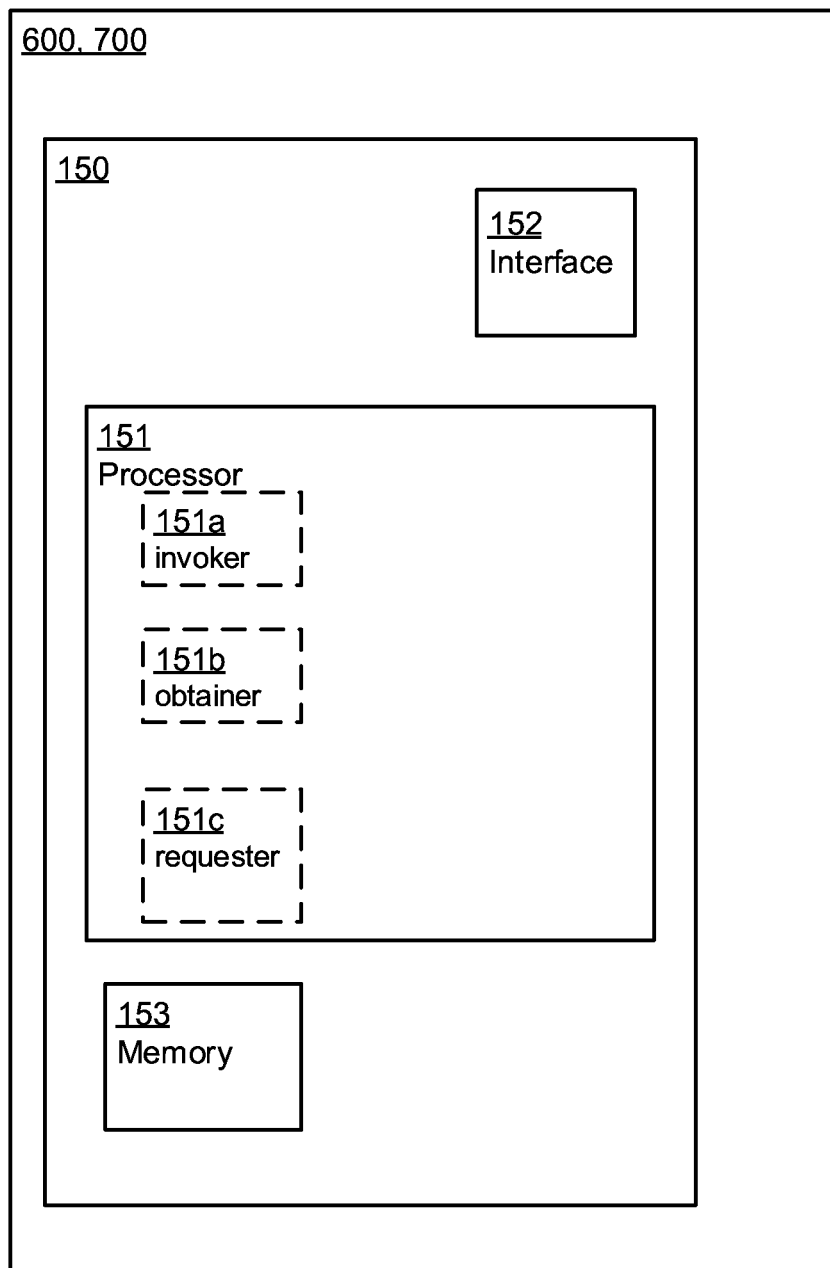 600, 700
150
152
Interface
151
Processor
151a
invoker
151b
obtainer
151c
requester
153
Memory